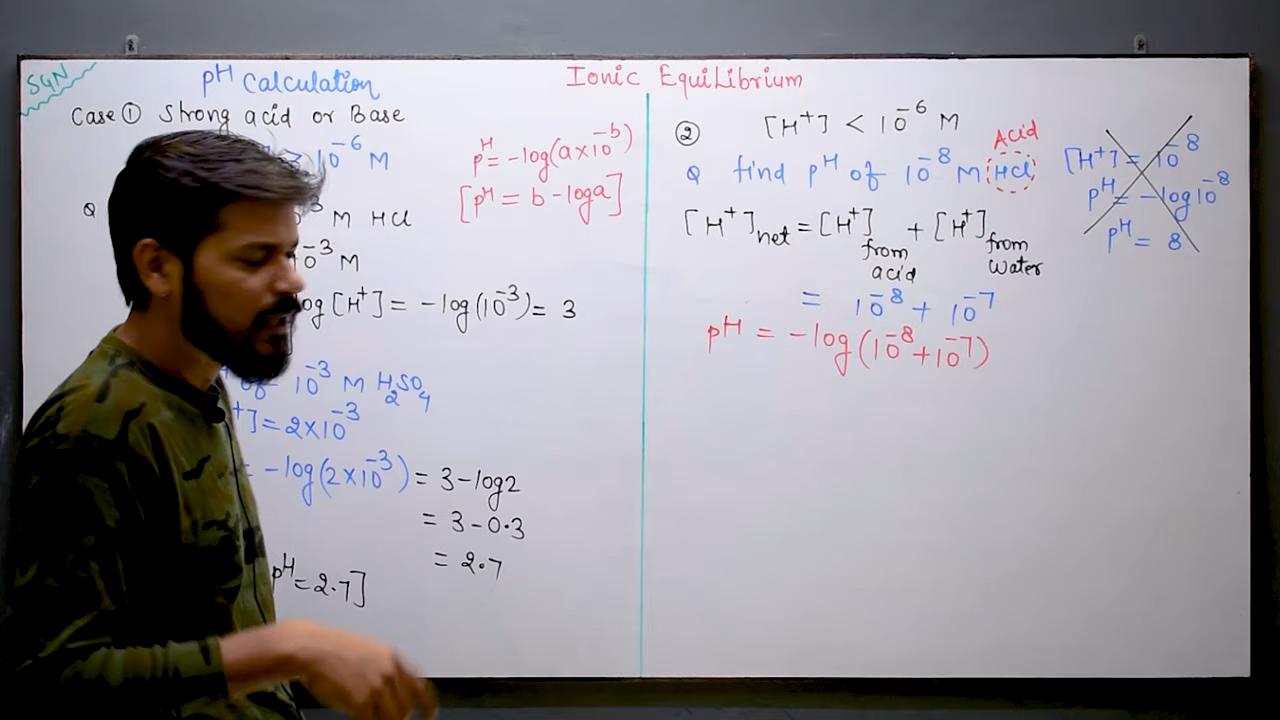 SGN
pH Calculation
Ionic Equilibrium
Case ① Strong acid or Base
10⁻⁶ M
pH = -log(a×10⁻ᵇ)
[pH = b - log a]
Q
M HCl
10⁻³ M
log [H⁺] = -log(10⁻³) = 3
of 10⁻³ M H₂SO₄
⁺] = 2×10⁻³
= -log(2×10⁻³) = 3 - log2
= 3 - 0.3
= 2.7
pH = 2.7]
② [H⁺] < 10⁻⁶ M
Acid
Q find pH of 10⁻⁸ M HCl
[H⁺] = 10⁻⁸
pH = -log10⁻⁸
pH = 8
[H⁺]net = [H⁺] from acid + [H⁺] from water
= 10⁻⁸ + 10⁻⁷
pH = -log(10⁻⁸+10⁻⁷)